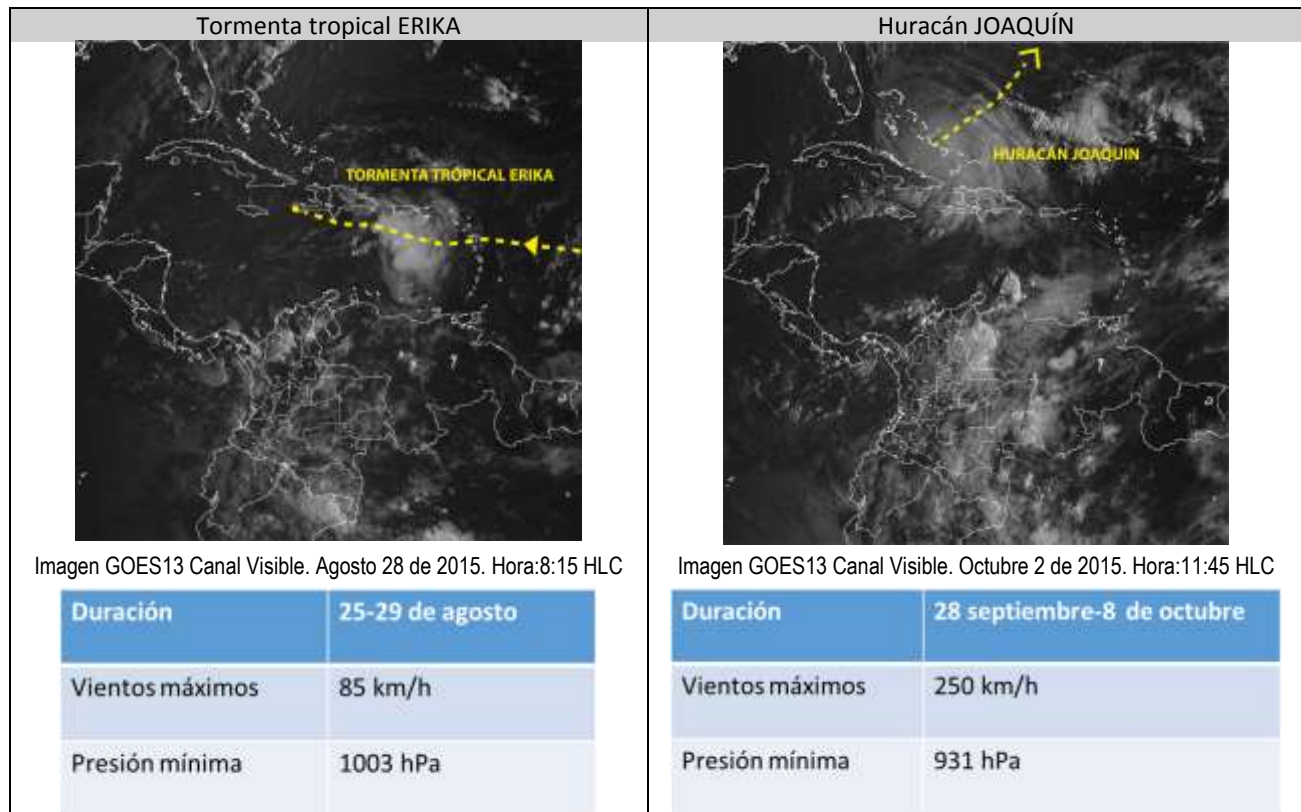 Tormenta tropical ERIKA
TORMENTA TROPICAL ERIKA
Imagen GOES13 Canal Visible. Agosto 28 de 2015. Hora:8:15 HLC
Duración 25-29 de agosto
Vientos máximos 85 km/h
Presión mínima 1003 hPa
Huracán JOAQUÍN
HURACÁN JOAQUIN
Imagen GOES13 Canal Visible. Octubre 2 de 2015. Hora:11:45 HLC
Duración 28 septiembre-8 de octubre
Vientos máximos 250 km/h
Presión mínima 931 hPa